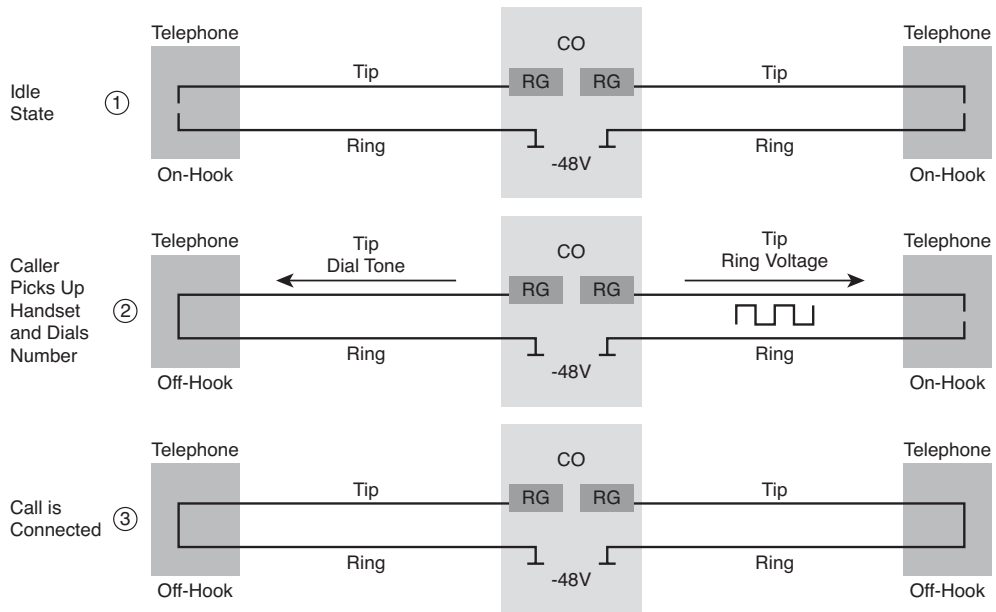 Telephone
CO
Telephone
Idle
State
①
Tip
RG
RG
Tip
Ring
-48V
Ring
On-Hook
On-Hook
Telephone
Tip
Dial Tone
CO
Tip
Ring Voltage
Telephone
Caller
Picks Up
Handset
and Dials
Number
②
RG
RG
Ring
-48V
Ring
Off-Hook
On-Hook
Telephone
CO
Telephone
Call is
Connected
③
Tip
RG
RG
Tip
Ring
-48V
Ring
Off-Hook
Off-Hook